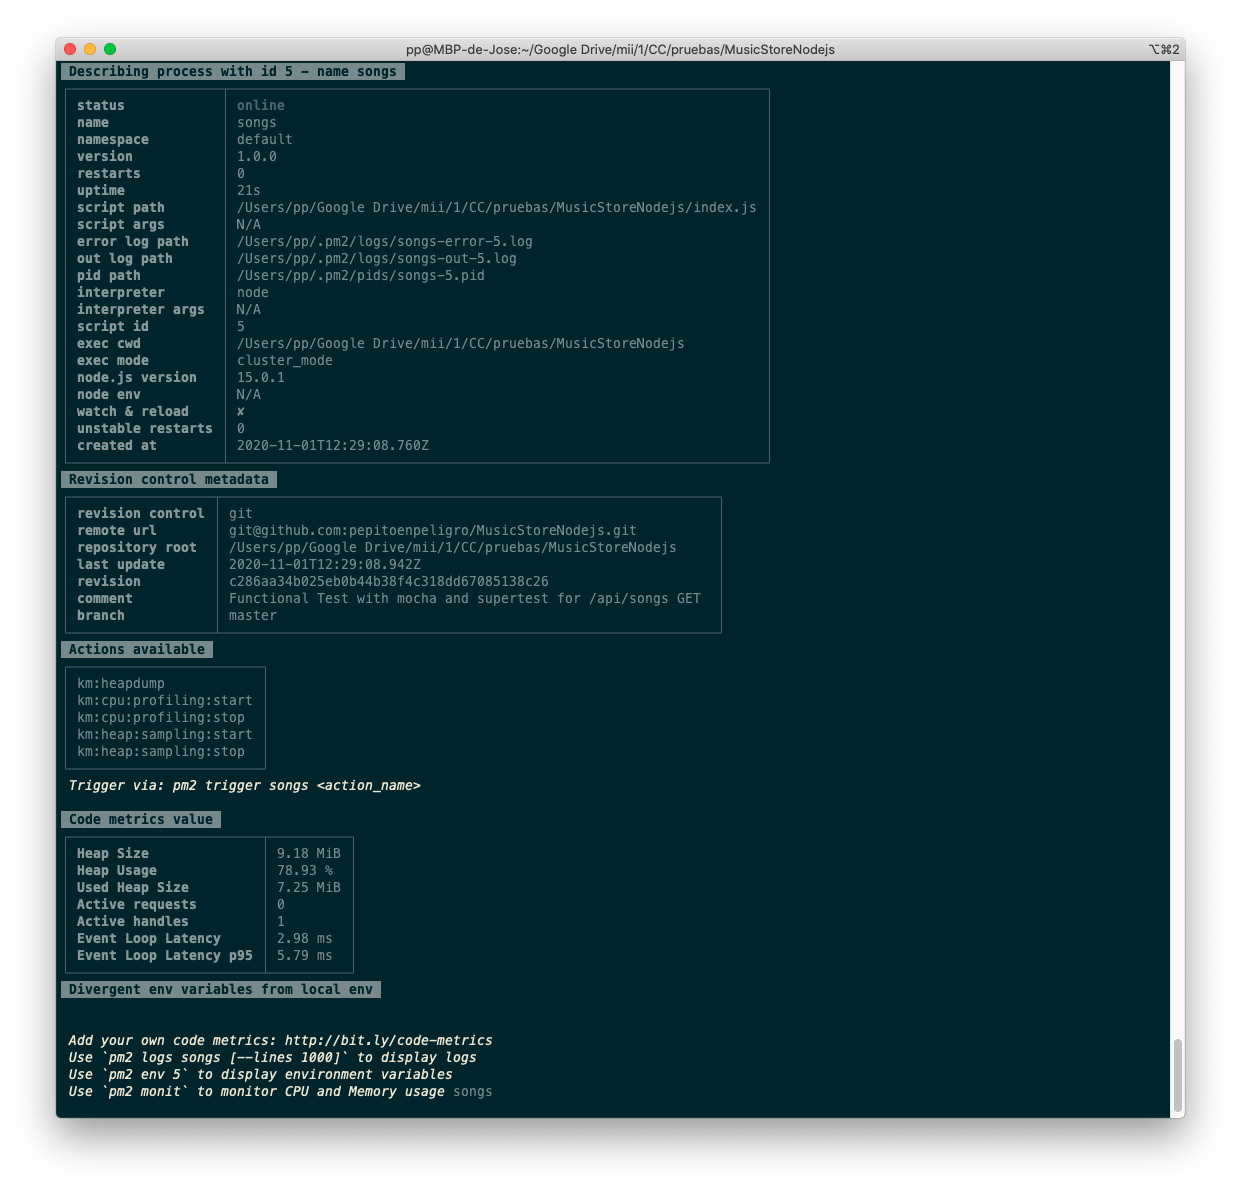 pp@MBP-de-Jose:~/Google Drive/mii/1/CC/pruebas/MusicStoreNodejs ⌥⌘2
Describing process with id 5 - name songs
status online
name songs
namespace default
version 1.0.0
restarts 0
uptime 21s
script path /Users/pp/Google Drive/mii/1/CC/pruebas/MusicStoreNodejs/index.js
script args N/A
error log path /Users/pp/.pm2/logs/songs-error-5.log
out log path /Users/pp/.pm2/logs/songs-out-5.log
pid path /Users/pp/.pm2/pids/songs-5.pid
interpreter node
interpreter args N/A
script id 5
exec cwd /Users/pp/Google Drive/mii/1/CC/pruebas/MusicStoreNodejs
exec mode cluster_mode
node.js version 15.0.1
node env N/A
watch & reload ✘
unstable restarts 0
created at 2020-11-01T12:29:08.760Z
Revision control metadata
revision control git
remote url git@github.com:pepitoenpeligro/MusicStoreNodejs.git
repository root /Users/pp/Google Drive/mii/1/CC/pruebas/MusicStoreNodejs
last update 2020-11-01T12:29:08.942Z
revision c286aa34b025eb0b44b38f4c318dd67085138c26
comment Functional Test with mocha and supertest for /api/songs GET
branch master
Actions available
km:heapdump
km:cpu:profiling:start
km:cpu:profiling:stop
km:heap:sampling:start
km:heap:sampling:stop
Trigger via: pm2 trigger songs <action_name>
Code metrics value
Heap Size 9.18 MiB
Heap Usage 78.93 %
Used Heap Size 7.25 MiB
Active requests 0
Active handles 1
Event Loop Latency 2.98 ms
Event Loop Latency p95 5.79 ms
Divergent env variables from local env
Add your own code metrics: http://bit.ly/code-metrics
Use `pm2 logs songs [--lines 1000]` to display logs
Use `pm2 env 5` to display environment variables
Use `pm2 monit` to monitor CPU and Memory usage songs